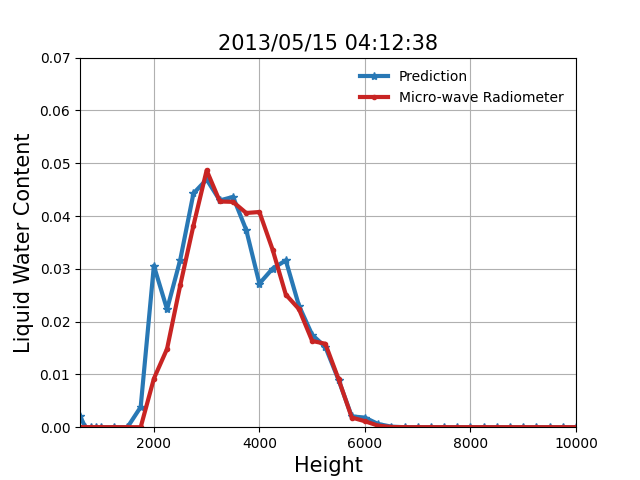 2013/05/15 04:12:38
0.07
0.06
0.05
0.04
0.03
0.02
0.01
0.00
Liquid Water Content
Prediction
Micro-wave Radiometer
2000 4000 6000 8000 10000
Height